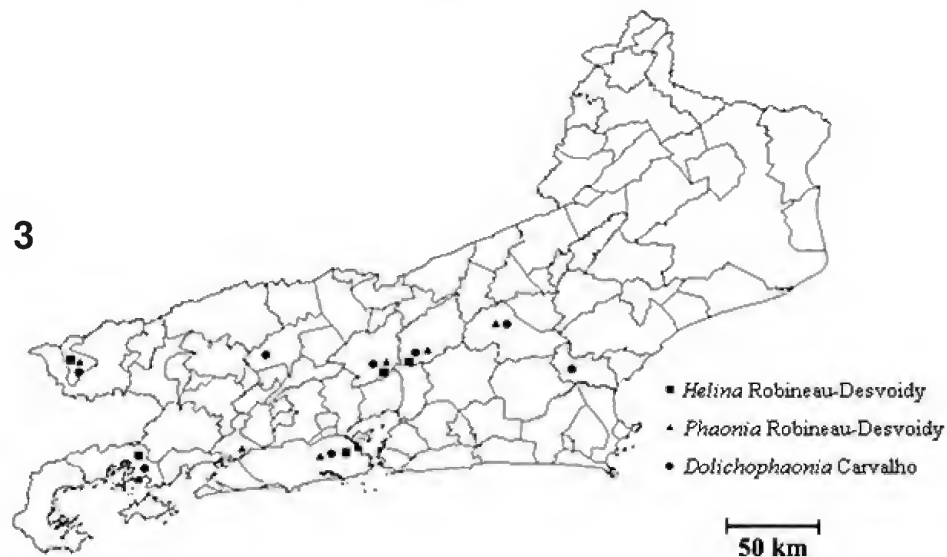 3
Helina Robineau-Desvoidy
Phaonia Robineau-Desvoidy
Dolichophaonia Carvalho
50 km